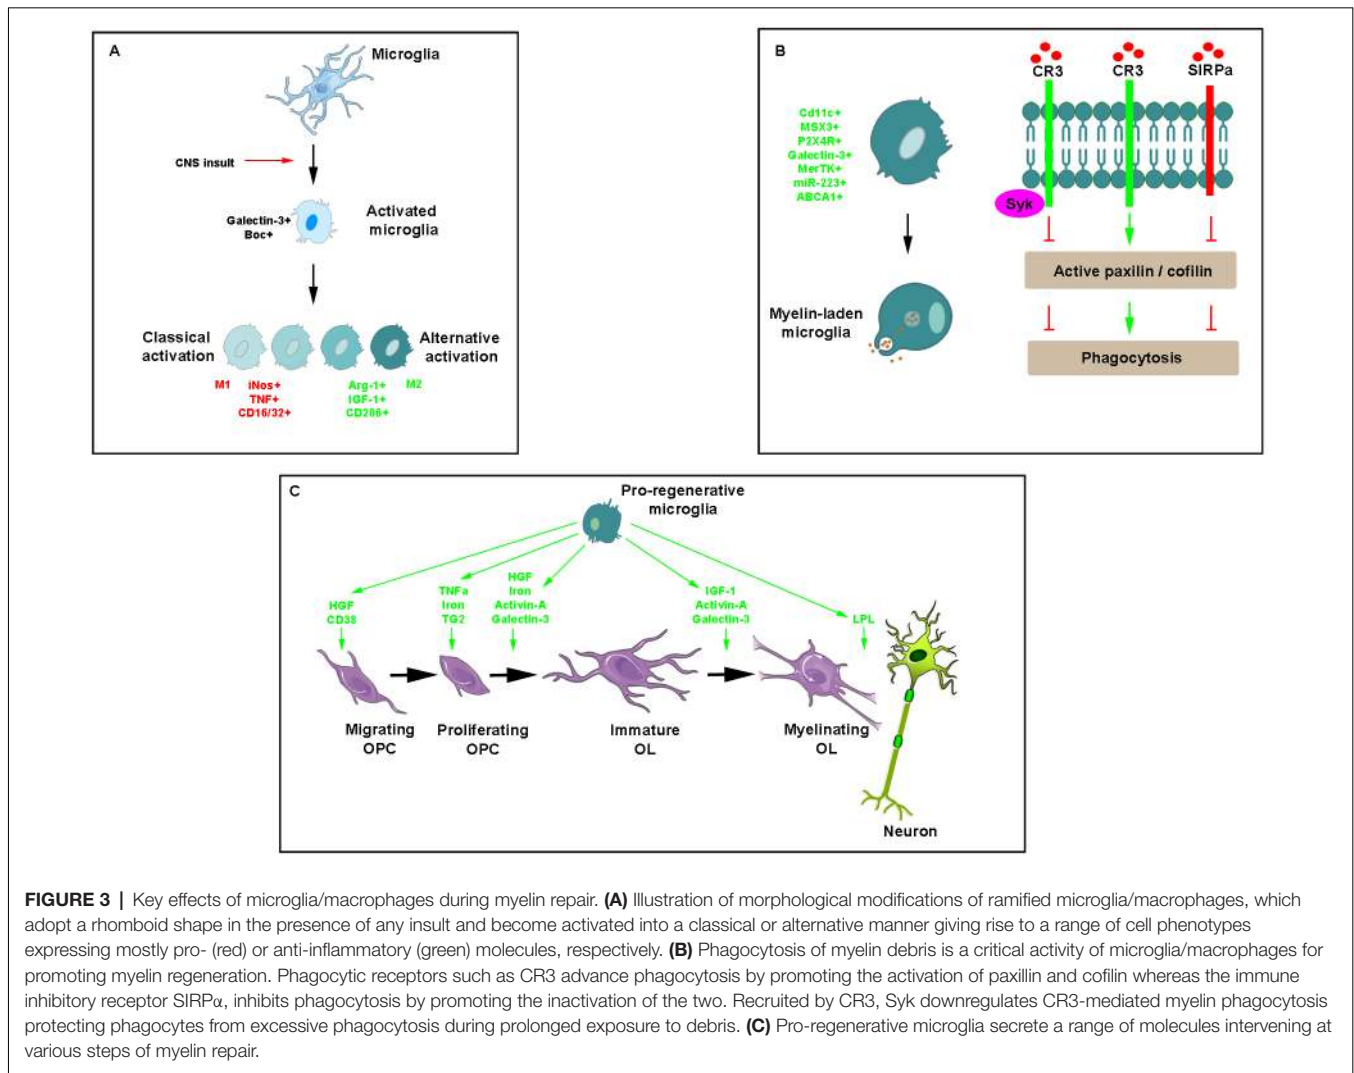 A
Microglia
CNS insult
Galectin-3+
Boc+
Activated
microglia
Classical
activation
Alternative
activation
M1
iNos+
TNF+
CD16/32+
Arg-1+
IGF-1+
CD206+
M2
B
Cd11c+
MSX3+
P2X4R+
Galectin-3+
MerTK+
miR-223+
ABCA1+
Myelin-laden
microglia
CR3
CR3
SIRPa
Syk
Active paxilin / cofilin
Phagocytosis
C
Pro-regenerative
microglia
HGF
CD38
TNFa
Iron
TG2
HGF
Iron
Activin-A
Galectin-3
IGF-1
Activin-A
Galectin-3
LPL
Migrating
OPC
Proliferating
OPC
Immature
OL
Myelinating
OL
Neuron
FIGURE 3 | Key effects of microglia/macrophages during myelin repair. (A) Illustration of morphological modifications of ramified microglia/macrophages, which
adopt a rhomboid shape in the presence of any insult and become activated into a classical or alternative manner giving rise to a range of cell phenotypes
expressing mostly pro- (red) or anti-inflammatory (green) molecules, respectively. (B) Phagocytosis of myelin debris is a critical activity of microglia/macrophages for
promoting myelin regeneration. Phagocytic receptors such as CR3 advance phagocytosis by promoting the activation of paxillin and cofilin whereas the immune
inhibitory receptor SIRPα, inhibits phagocytosis by promoting the inactivation of the two. Recruited by CR3, Syk downregulates CR3-mediated myelin phagocytosis
protecting phagocytes from excessive phagocytosis during prolonged exposure to debris. (C) Pro-regenerative microglia secrete a range of molecules intervening at
various steps of myelin repair.